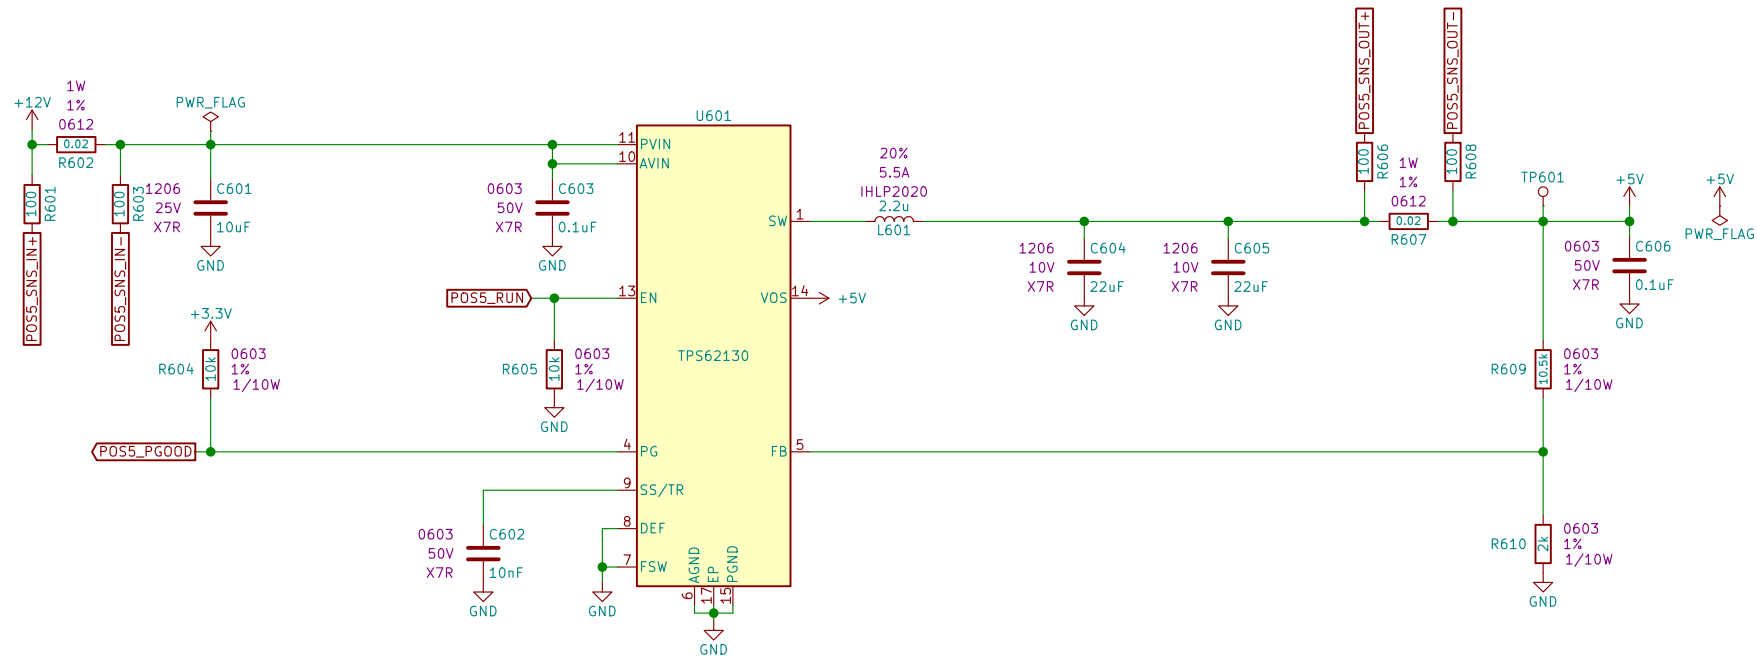 POS5_SNS_OUT+
POS5_SNS_OUT-
100
R606
100
R608
1W
1%
0612
+12V
0.02
R602
PWR_FLAG
100
R601
POS5_SNS_IN+
100
R603
POS5_SNS_IN-
1206
25V
X7R
C601
10uF
GND
0603
50V
X7R
C603
0.1uF
GND
U601
TPS62130
11
PVIN
10
AVIN
13
EN
4
PG
9
SS/TR
8
DEF
7
FSW
6
AGND
17
EP
15
PGND
GND
SW
1
VOS
14
+5V
FB
5
20%
5.5A
IHLP2020
2.2u
L601
1206
10V
X7R
C604
22uF
GND
1206
10V
X7R
C605
22uF
GND
1W
1%
0612
0.02
R607
TP601
+5V
0603
50V
X7R
C606
0.1uF
GND
+5V
PWR_FLAG
POS5_RUN
R605
10k
0603
1%
1/10W
GND
+3.3V
R604
10k
0603
1%
1/10W
POS5_PGOOD
0603
50V
X7R
C602
10nF
GND
GND
R609
10.5k
0603
1%
1/10W
R610
2k
0603
1%
1/10W
GND